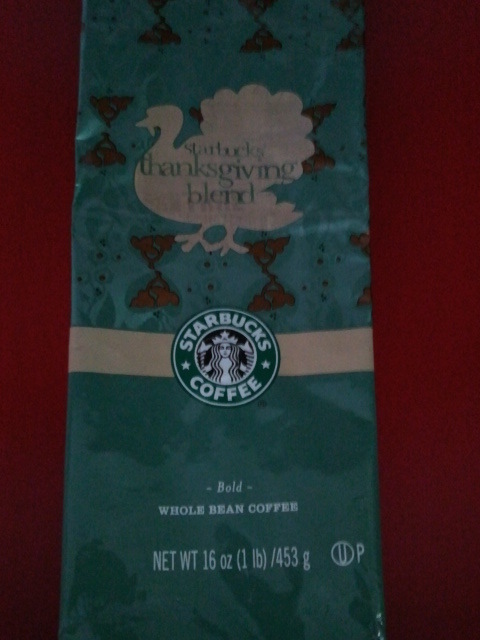 starbucks
thanksgiving
blend
STARBUCKS
COFFEE
~ Bold ~
WHOLE BEAN COFFEE
NET WT 16 oz (1 lb) /453 g
U P